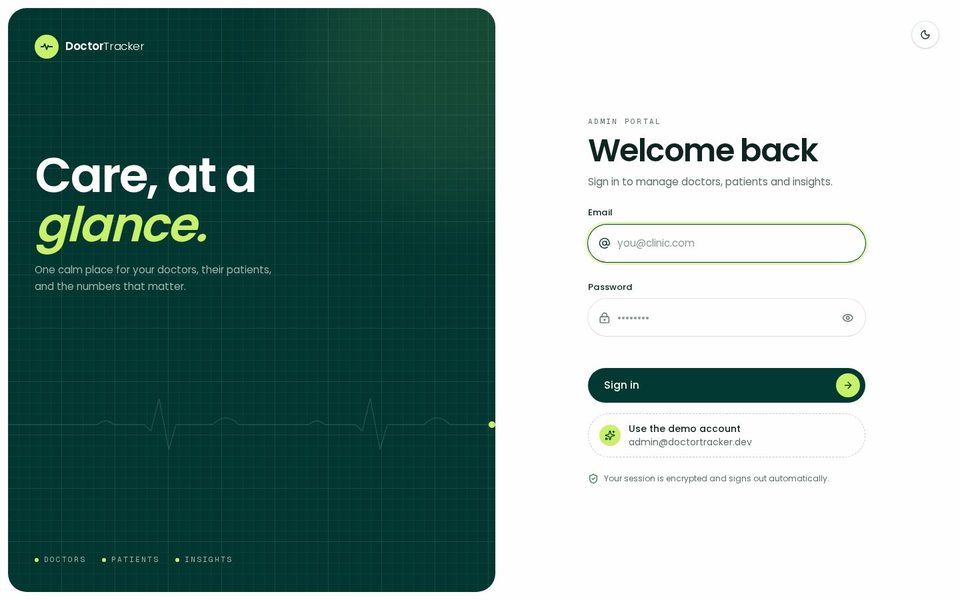 DoctorTracker
Care, at a
glance.
One calm place for your doctors, their patients,
and the numbers that matter.
DOCTORS
PATIENTS
INSIGHTS
ADMIN PORTAL
Welcome back
Sign in to manage doctors, patients and insights.
Email
you@clinic.com
Password
••••••••
Sign in
Use the demo account
admin@doctortracker.dev
Your session is encrypted and signs out automatically.